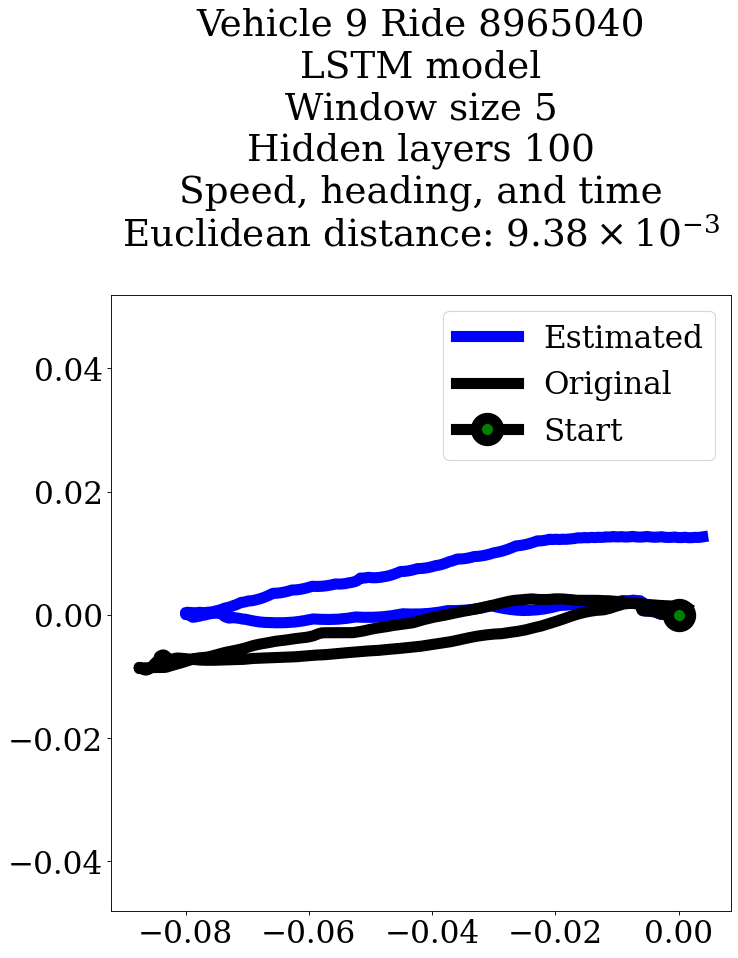 Vehicle 9 Ride 8965040
LSTM model
Window size 5
Hidden layers 100
Speed, heading, and time
Euclidean distance: 9.38 × 10⁻³
Estimated
Original
Start
0.04
0.02
0.00
−0.02
−0.04
−0.08 −0.06 −0.04 −0.02 0.00